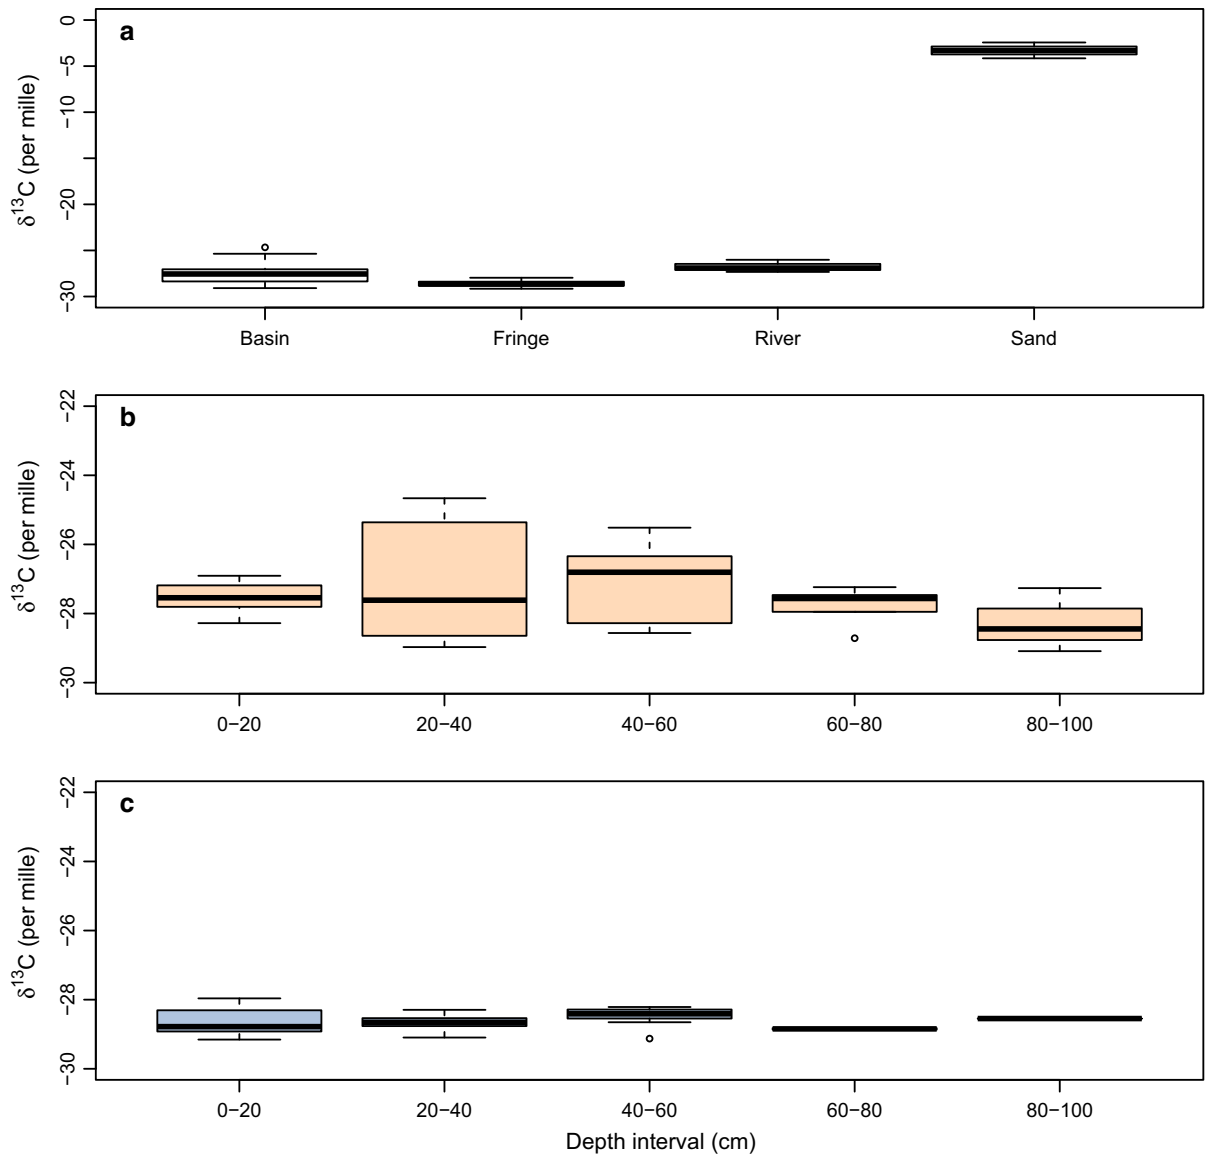 a
δ13C (per mille)
0
−5
−10
−20
−30
Basin Fringe River Sand
b
δ13C (per mille)
−22
−24
−26
−28
−30
0−20 20−40 40−60 60−80 80−100
c
δ13C (per mille)
−22
−24
−26
−28
−30
0−20 20−40 40−60 60−80 80−100
Depth interval (cm)